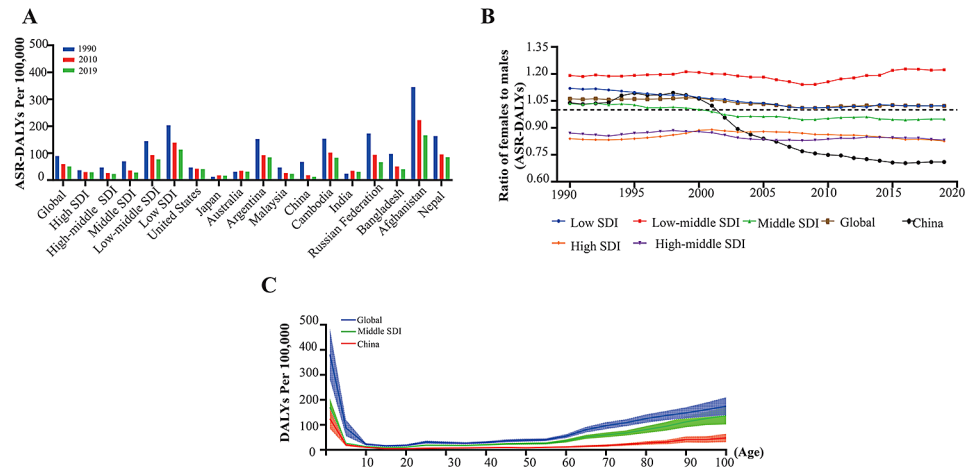 A
ASR-DALYs Per 100,000
500
400
300
200
100
0
1990
2010
2019
Global
High SDI
High-middle SDI
Middle SDI
Low-middle SDI
Low SDI
United States
Japan
Australia
Argentina
Malaysia
China
Cambodia
India
Russian Federation
Bangladesh
Afghanistan
Nepal
B
Ratio of females to males
(ASR-DALYs)
1.35
1.20
1.05
0.90
0.75
0.60
1990
1995
2000
2005
2010
2015
2020
Low SDI
Low-middle SDI
Middle SDI
Global
China
High SDI
High-middle SDI
C
DALYs Per 100,000
500
400
300
200
100
0
Global
Middle SDI
China
10
20
30
40
50
60
70
80
90
100
(Age)